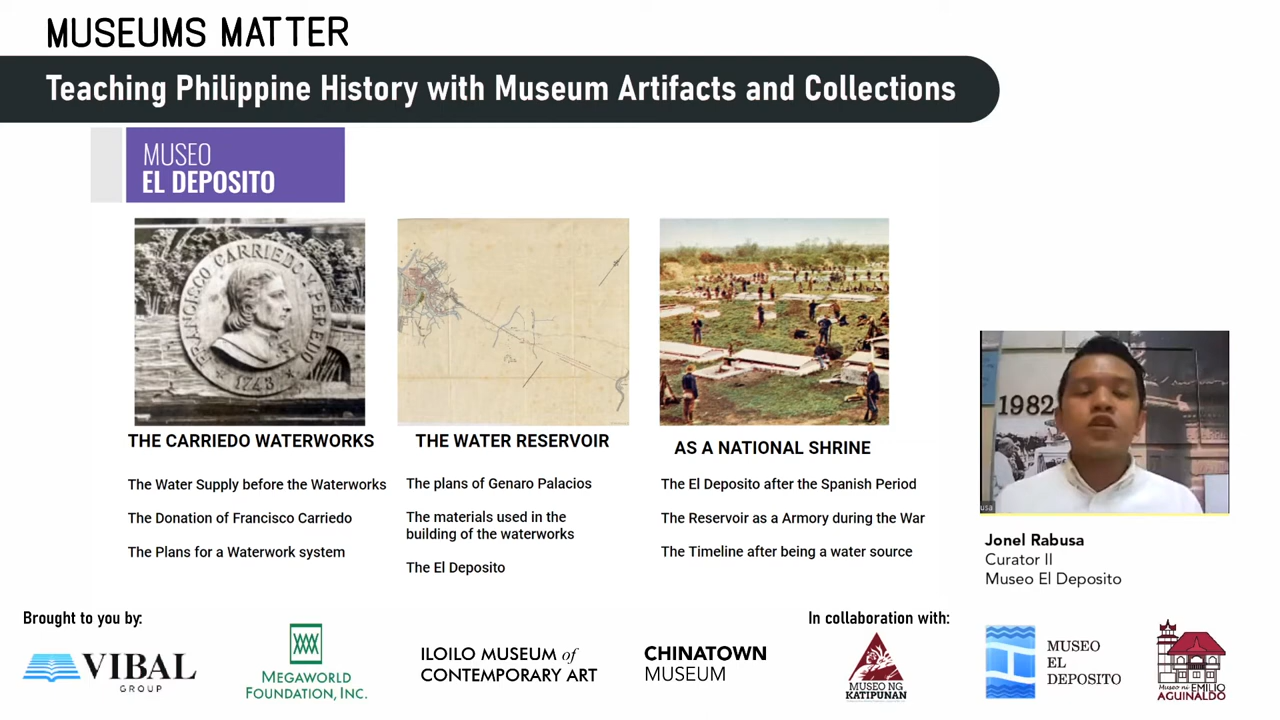 MUSEUMS MATTER
Teaching Philippine History with Museum Artifacts and Collections
MUSEO
EL DEPOSITO
FRANCISCO CARRIEDO Y PEREDO
1743
THE CARRIEDO WATERWORKS
The Water Supply before the Waterworks
The Donation of Francisco Carriedo
The Plans for a Waterwork system
THE WATER RESERVOIR
The plans of Genaro Palacios
The materials used in the
building of the waterworks
The El Deposito
AS A NATIONAL SHRINE
The El Deposito after the Spanish Period
The Reservoir as a Armory during the War
The Timeline after being a water source
1982
usa
Jonel Rabusa
Curator II
Museo El Deposito
Brought to you by:
VIBAL
GROUP
MEGAWORLD
FOUNDATION, INC.
ILOILO MUSEUM of
CONTEMPORARY ART
CHINATOWN
MUSEUM
In collaboration with:
MUSEO NG
KATIPUNAN
MUSEO
EL
DEPOSITO
Museo ni EMILIO
AGUINALDO